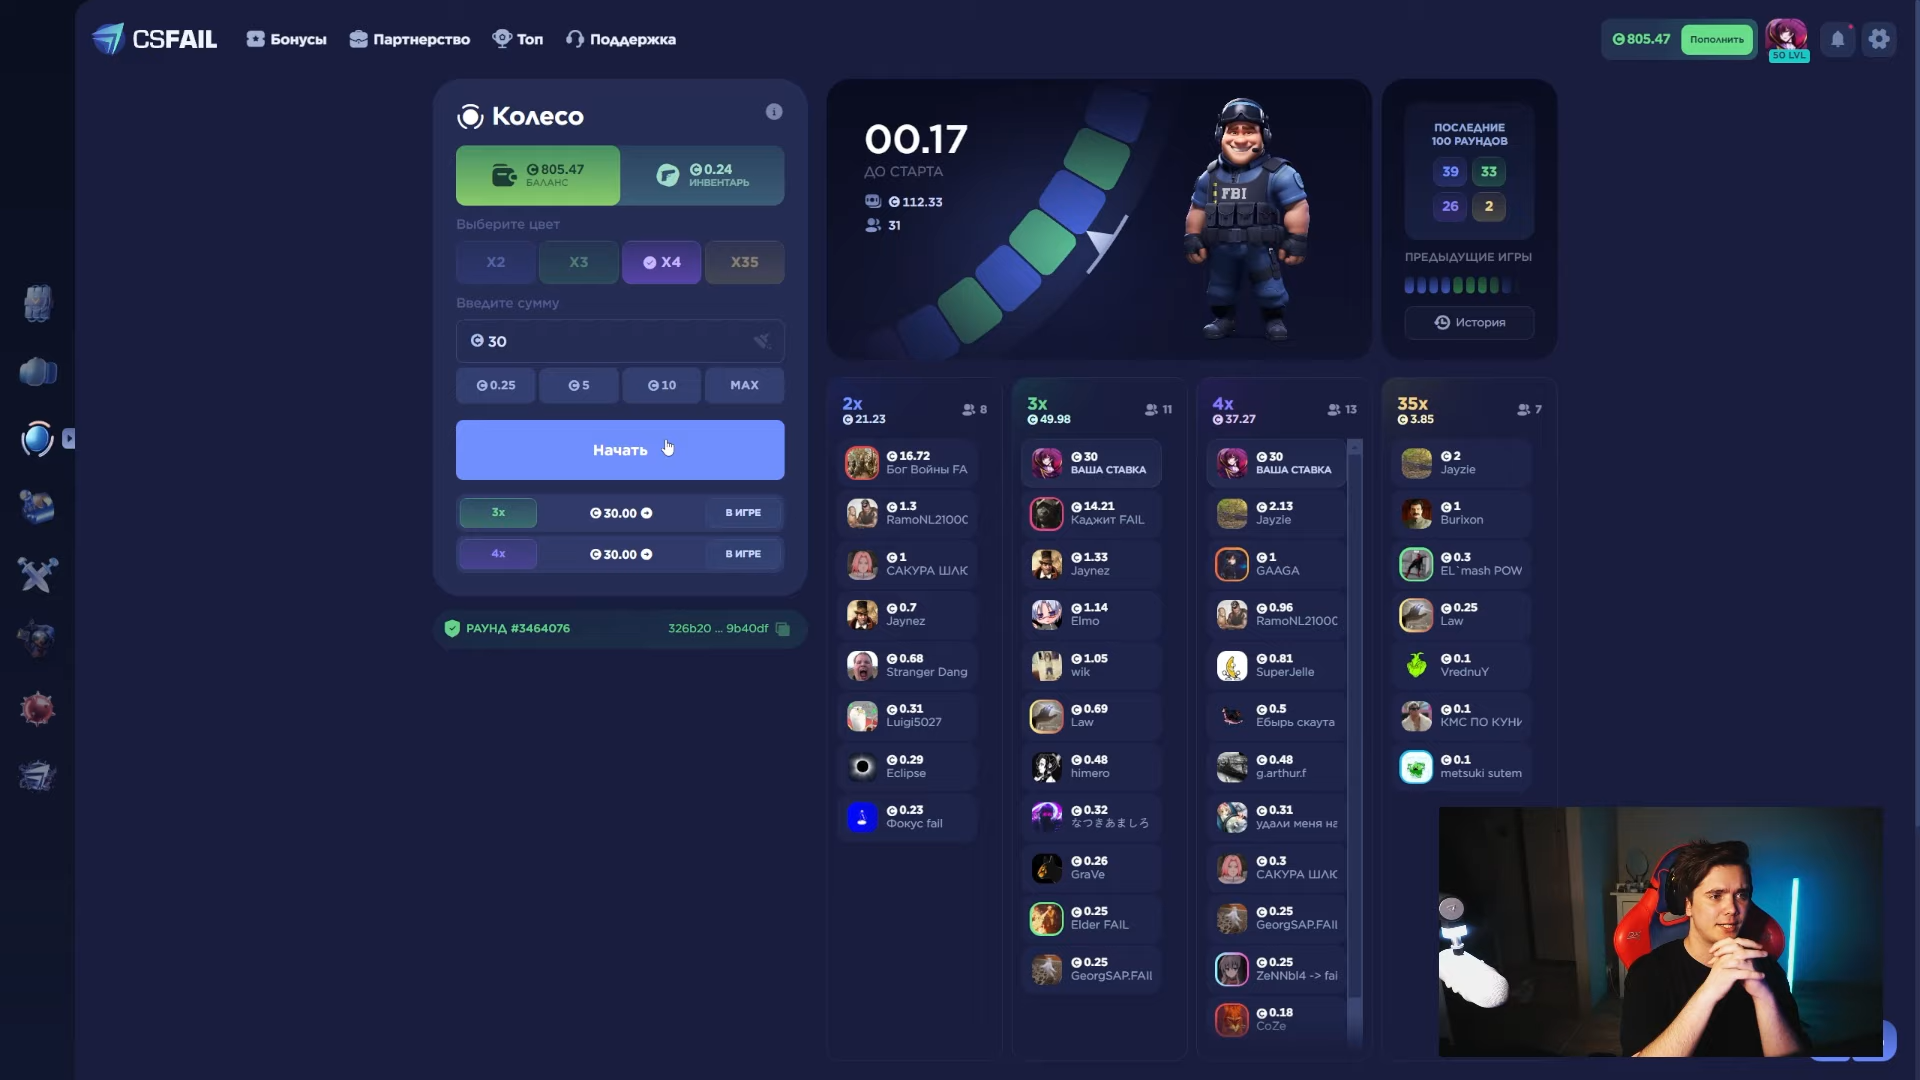 CSFAIL
Бонусы
Партнерство
Топ
Поддержка
805.47
Пополнить
50 LVL
Колесо
805.47
БАЛАНС
0.24
ИНВЕНТАРЬ
Выберите цвет
X2
X3
X4
X35
Введите сумму
30
0.25
5
10
MAX
Начать
3x
30.00
В ИГРЕ
4x
30.00
В ИГРЕ
РАУНД #3464076
326b20 ... 9b40df
00.17
ДО СТАРТА
112.33
31
FBI
ПОСЛЕДНИЕ
100 РАУНДОВ
39
33
26
2
ПРЕДЫДУЩИЕ ИГРЫ
История
2x
21.23
8
16.72
Бог Войны FA
1.3
RamoNL2100C
1
САКУРА ШЛЮ
0.7
Jaynez
0.68
Stranger Dang
0.31
Luigi5027
0.29
Eclipse
0.23
Фокус fail
3x
49.98
11
30
ВАША СТАВКА
14.21
Каджит FAIL
1.33
Jaynez
1.14
Elmo
1.05
wik
0.69
Law
0.48
himero
0.32
なつきあましろ
0.26
GraVe
0.25
Elder FAIL
0.25
GeorgSAP.FAIL
4x
37.27
13
30
ВАША СТАВКА
2.13
Jayzie
1
GAAGA
0.96
RamoNL2100C
0.81
SuperJelle
0.5
Ебырь скаута
0.48
g.arthur.f
0.31
удали меня на
0.3
САКУРА ШЛЮ
0.25
GeorgSAP.FAIL
0.25
ZeNNbl4 -> fai
0.18
CoZe
35x
3.85
7
2
Jayzie
1
Burixon
0.3
EL`mash POW
0.25
Law
0.1
VrednuY
0.1
КМС ПО КУНИ
0.1
metsuki sutem